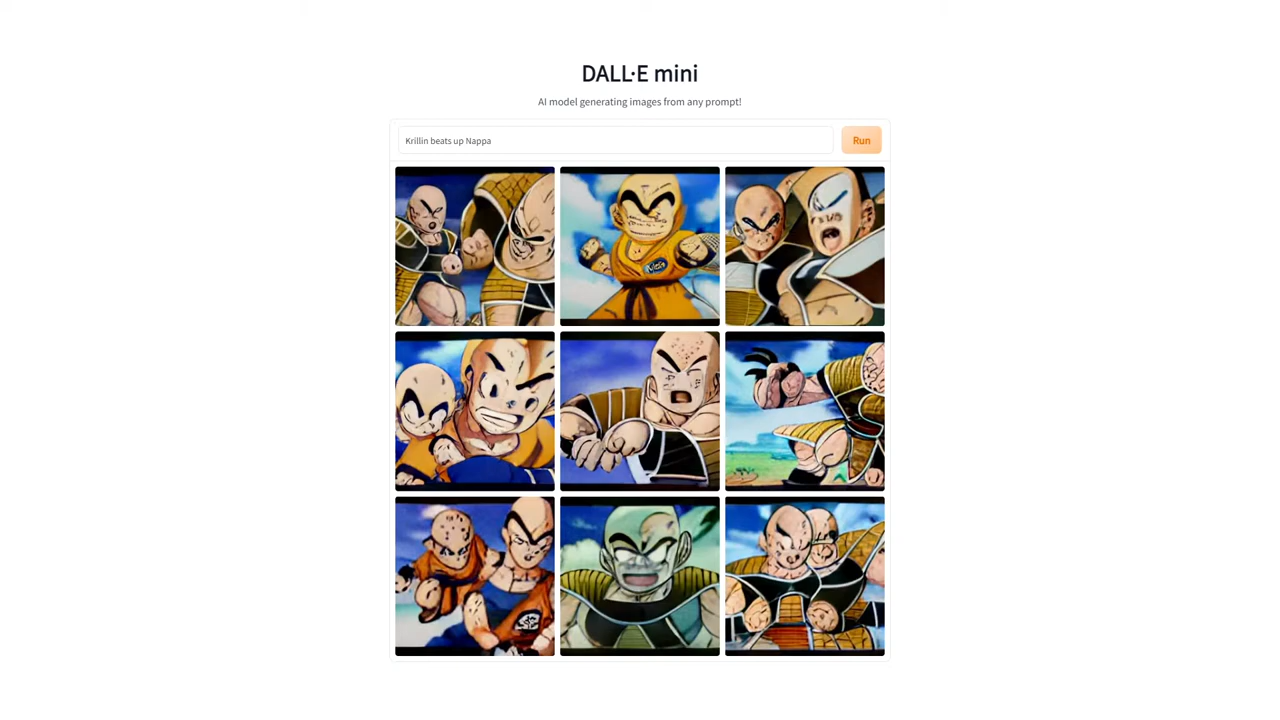 DALL·E mini
AI model generating images from any prompt!
Krillin beats up Nappa
Run